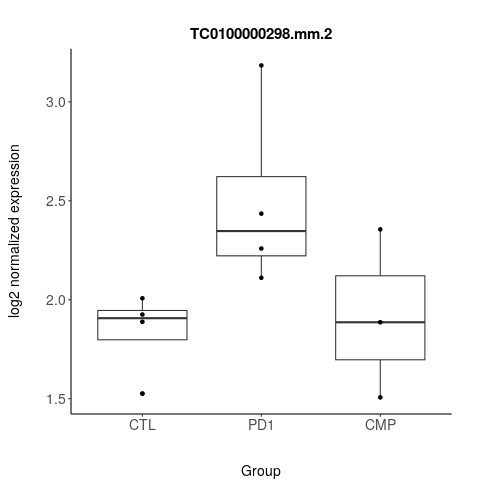 TC0100000298.mm.2
log2 normalized expression
3.0
2.5
2.0
1.5
CTL PD1 CMP
Group